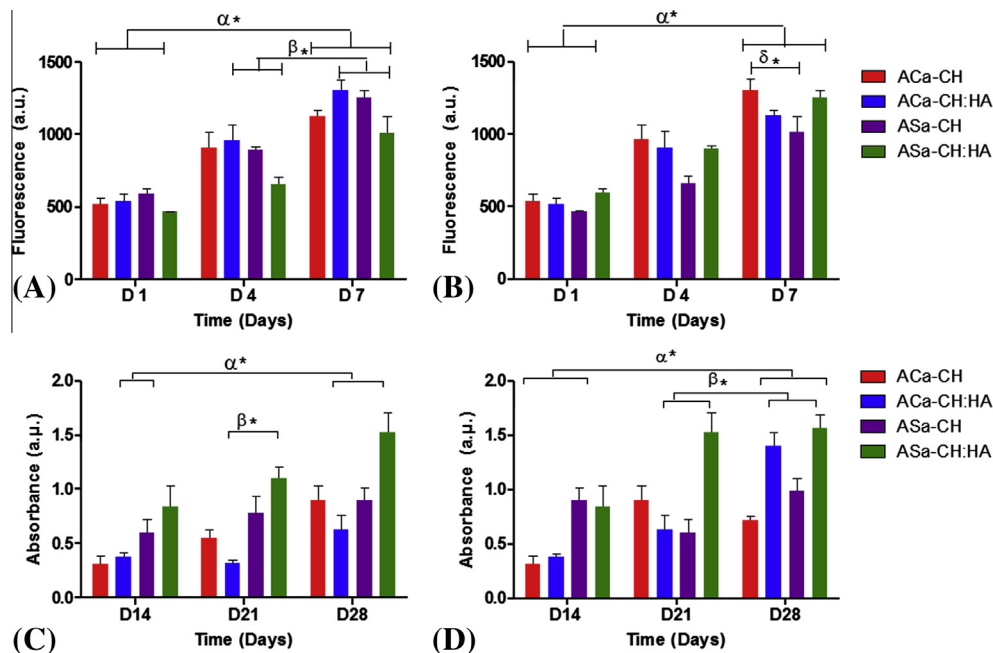 α*
β*
1500
1000
500
0
Fluorescence (a.u.)
D 1
D 4
D 7
Time (Days)
(A)
α*
δ*
1500
1000
500
0
Fluorescence (a.u.)
D 1
D 4
D 7
Time (Days)
(B)
ACa-CH
ACa-CH:HA
ASa-CH
ASa-CH:HA
α*
β*
2.0
1.5
1.0
0.5
0.0
Absorbance (a.μ.)
D14
D21
D28
Time (Days)
(C)
α*
β*
2.0
1.5
1.0
0.5
0.0
Absorbance (a.μ.)
D14
D21
D28
Time (Days)
(D)
ACa-CH
ACa-CH:HA
ASa-CH
ASa-CH:HA